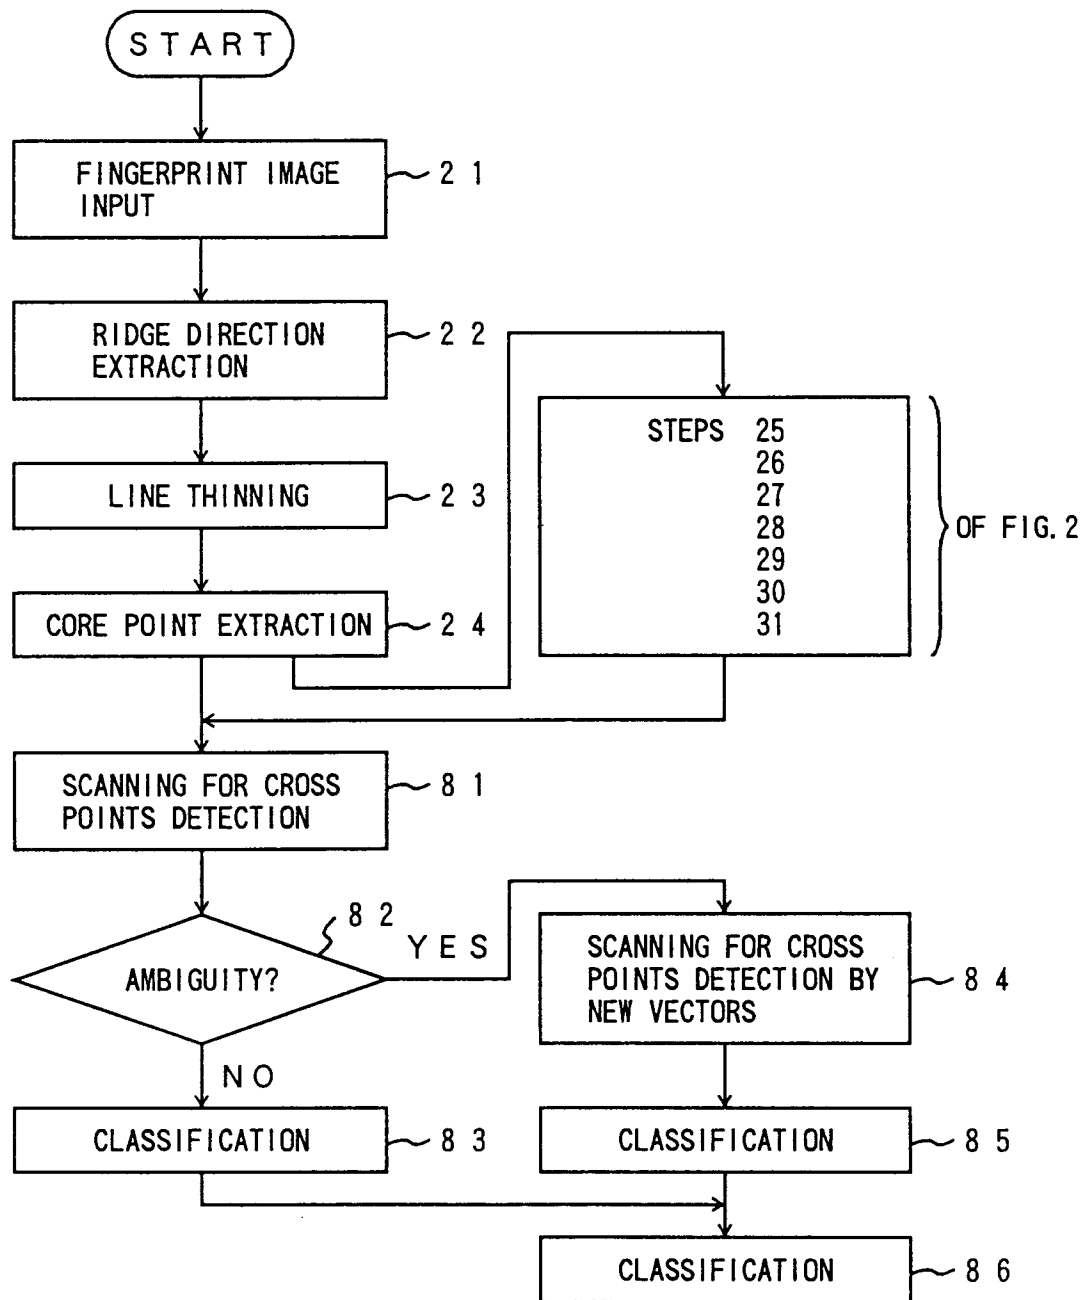 START
FINGERPRINT IMAGE
INPUT
21
RIDGE DIRECTION
EXTRACTION
22
LINE THINNING
23
CORE POINT EXTRACTION
24
STEPS 25
26
27
28
29
30
31
OF FIG. 2
SCANNING FOR CROSS
POINTS DETECTION
81
AMBIGUITY?
82
YES
NO
SCANNING FOR CROSS
POINTS DETECTION BY
NEW VECTORS
84
CLASSIFICATION
83
CLASSIFICATION
85
CLASSIFICATION
86